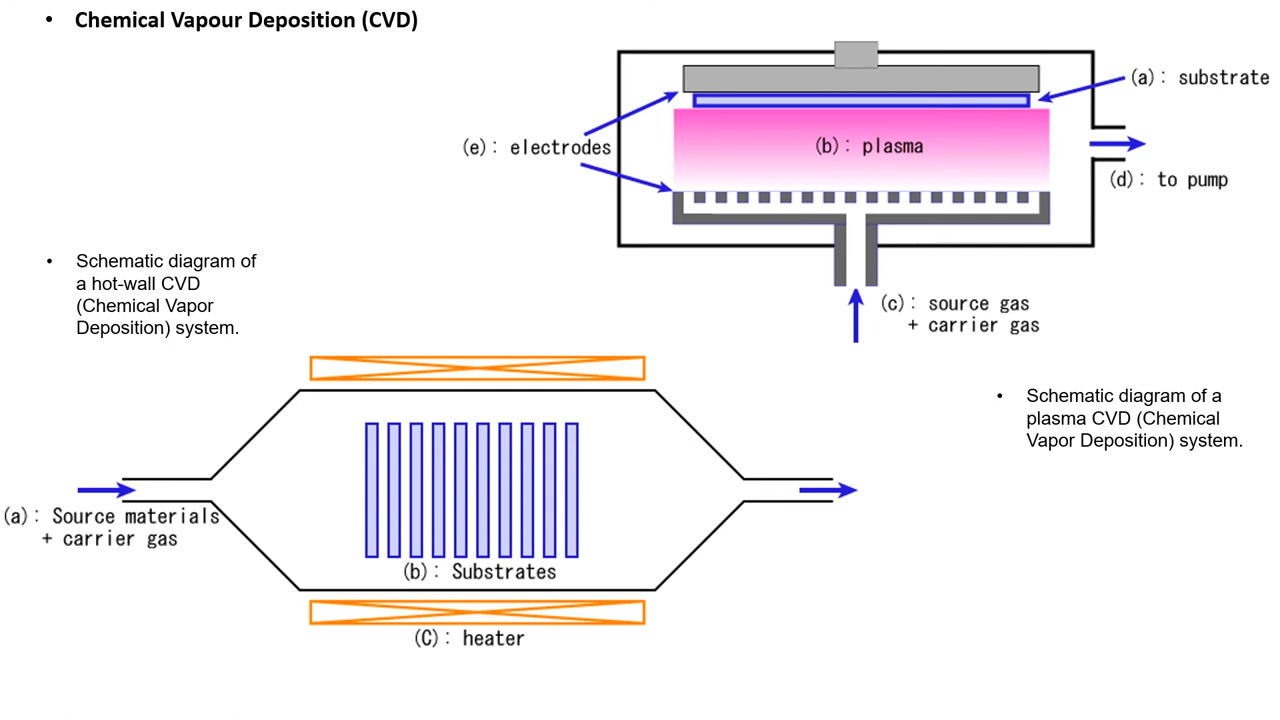 • Chemical Vapour Deposition (CVD)
(a): substrate
(e): electrodes
(b): plasma
(d): to pump
(c): source gas
+ carrier gas
• Schematic diagram of
a hot-wall CVD
(Chemical Vapor
Deposition) system.
• Schematic diagram of a
plasma CVD (Chemical
Vapor Deposition) system.
(a): Source materials
+ carrier gas
(b): Substrates
(C): heater